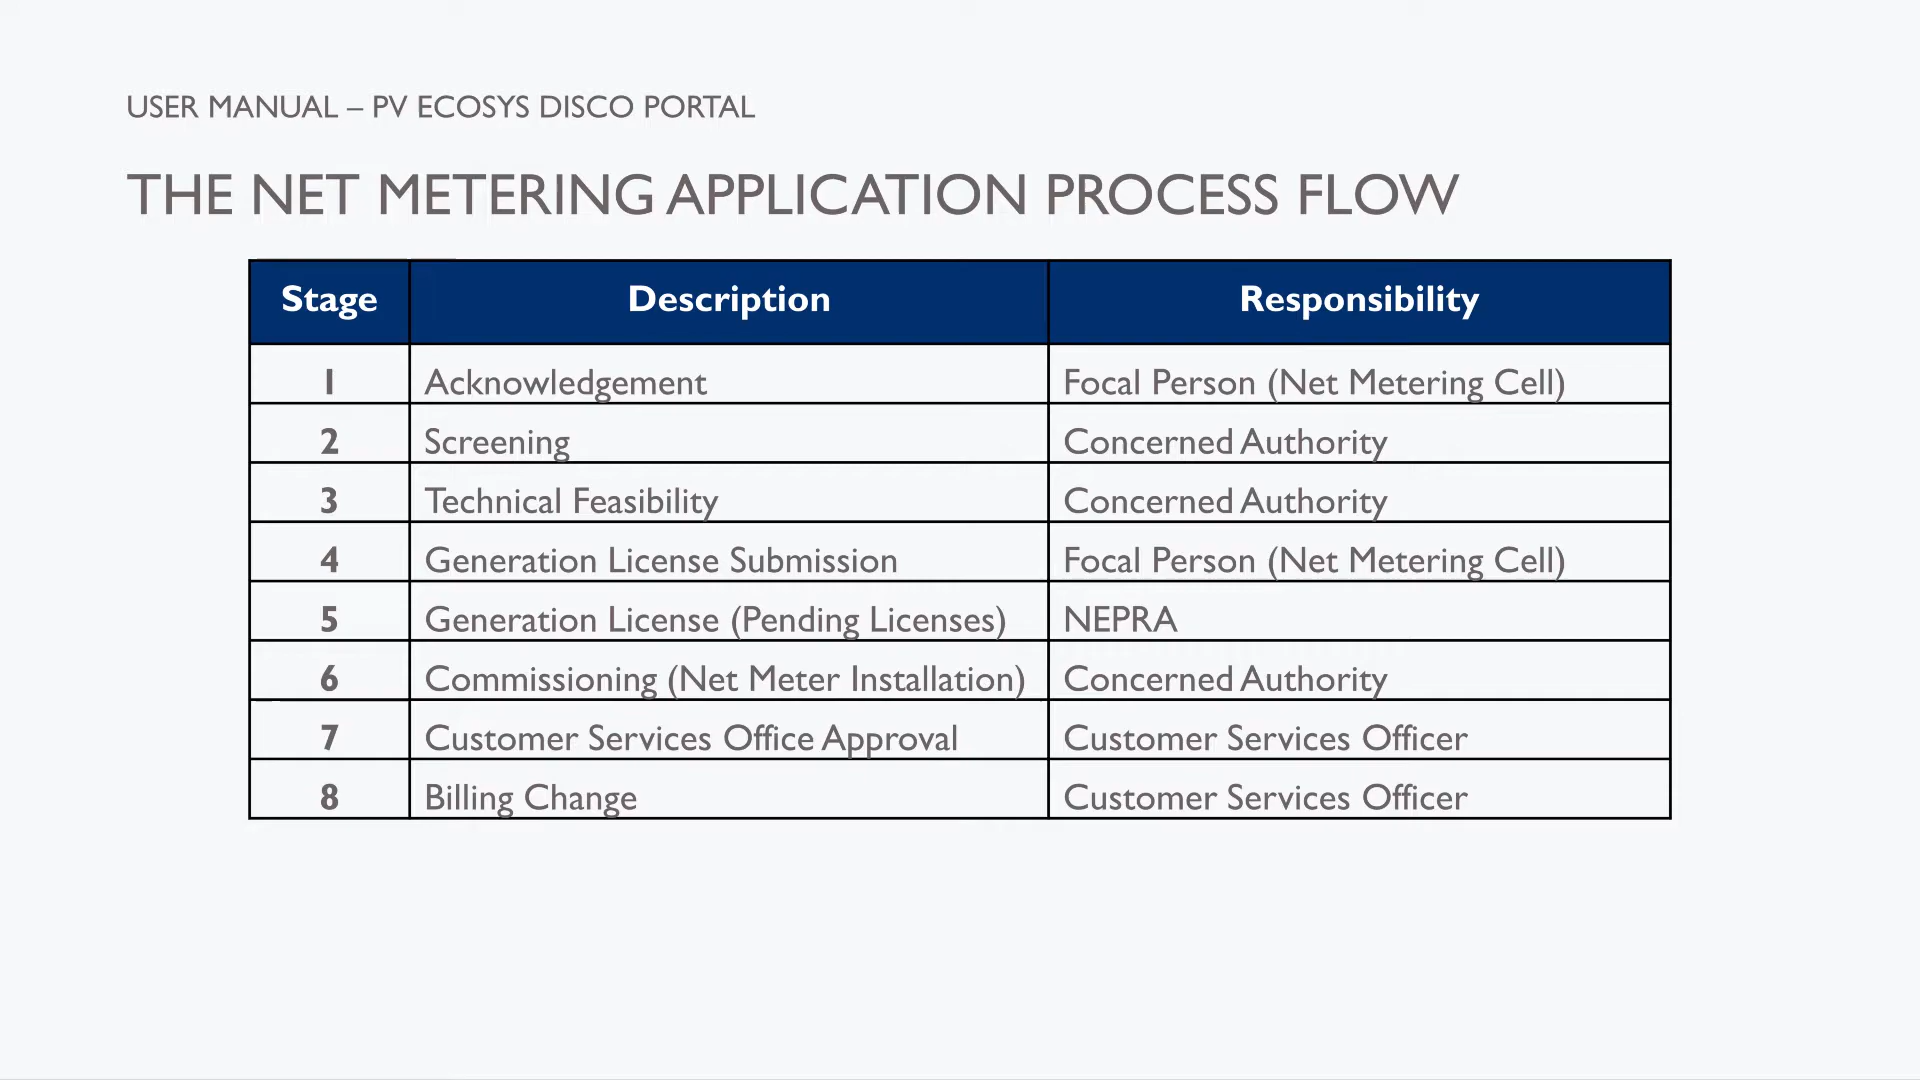 USER MANUAL – PV ECOSYS DISCO PORTAL
THE NET METERING APPLICATION PROCESS FLOW
Stage Description Responsibility
1 Acknowledgement Focal Person (Net Metering Cell)
2 Screening Concerned Authority
3 Technical Feasibility Concerned Authority
4 Generation License Submission Focal Person (Net Metering Cell)
5 Generation License (Pending Licenses) NEPRA
6 Commissioning (Net Meter Installation) Concerned Authority
7 Customer Services Office Approval Customer Services Officer
8 Billing Change Customer Services Officer